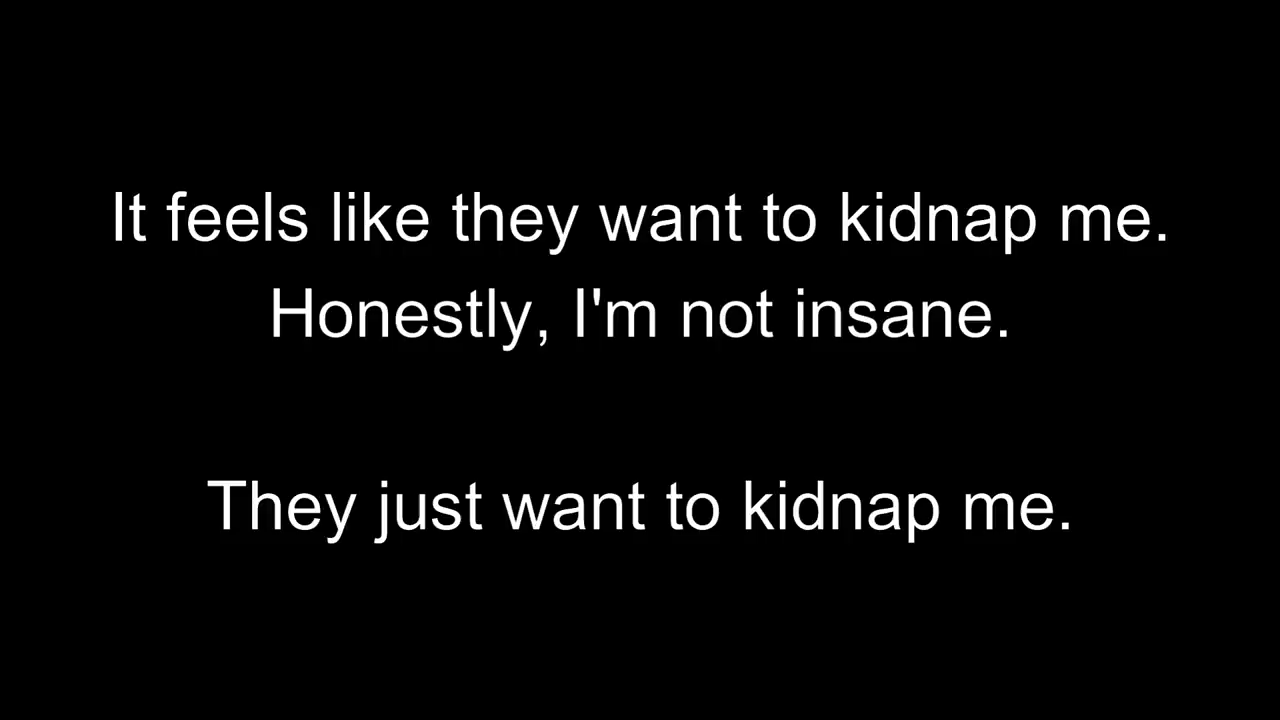 It feels like they want to kidnap me.
Honestly, I'm not insane.
They just want to kidnap me.